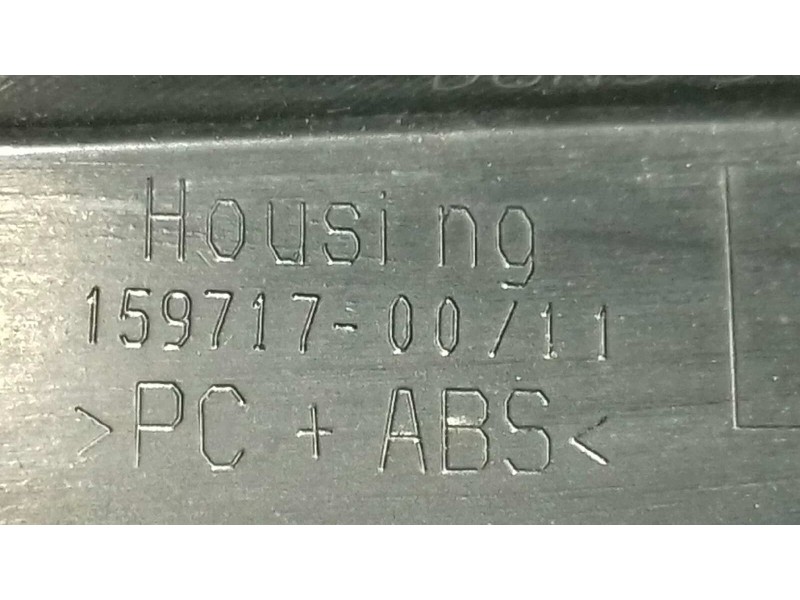 Housing
159717-00/11
>PC + ABS<